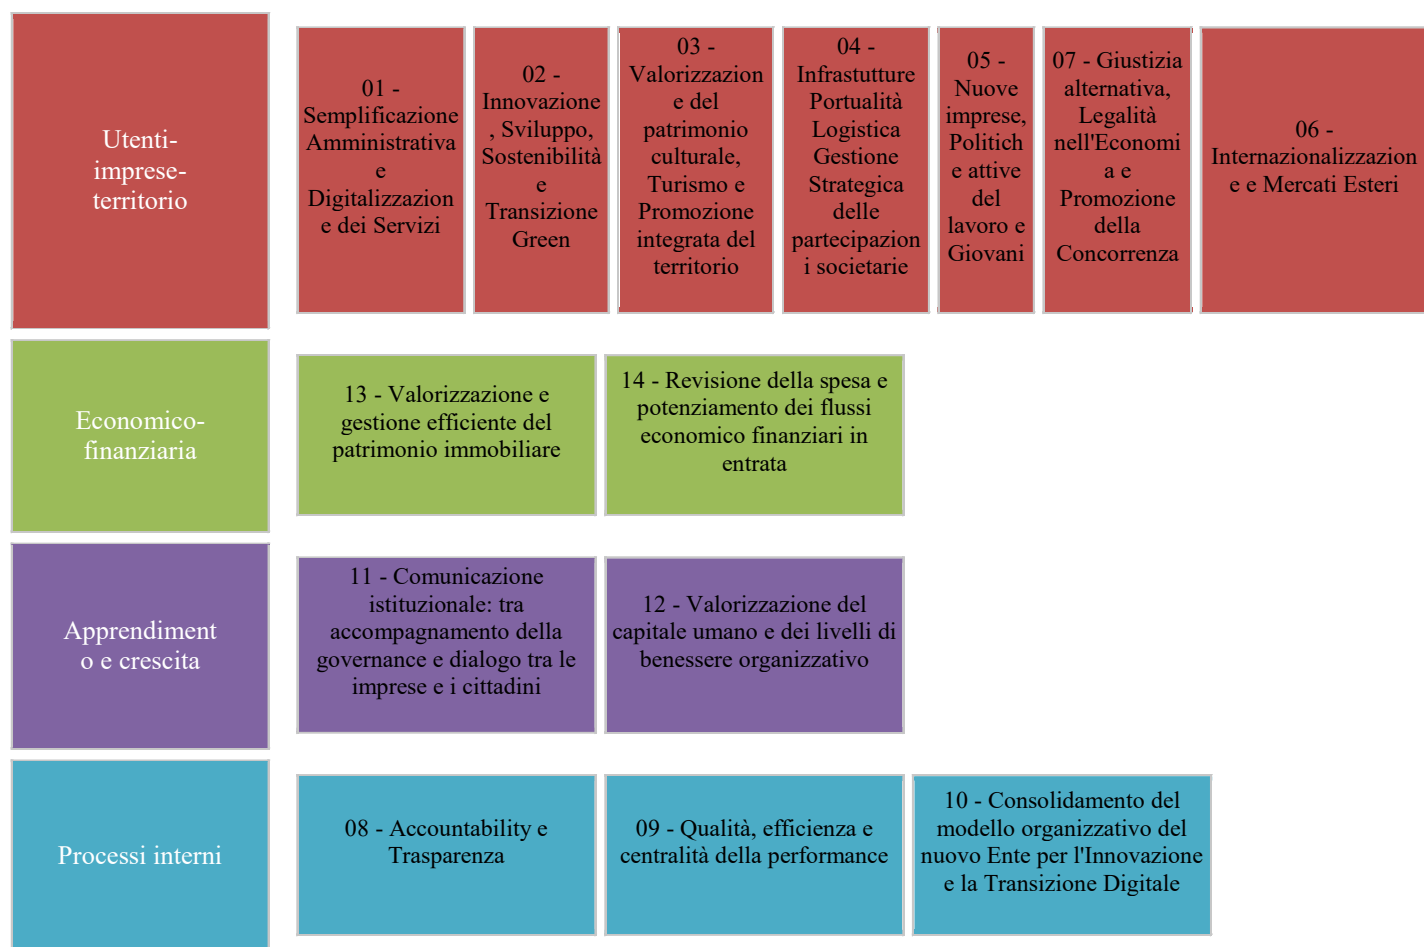 Utenti-
imprese-
territorio
01 -
Semplificazione
Amministrativa
e
Digitalizzazion
e dei Servizi
02 -
Innovazione
, Sviluppo,
Sostenibilità
e
Transizione
Green
03 -
Valorizzazion
e del
patrimonio
culturale,
Turismo e
Promozione
integrata del
territorio
04 -
Infrastutture
Portualità
Logistica
Gestione
Strategica
delle
partecipazion
i societarie
05 -
Nuove
imprese,
Politich
e attive
del
lavoro e
Giovani
07 - Giustizia
alternativa,
Legalità
nell'Economi
a e
Promozione
della
Concorrenza
06 -
Internazionalizzazion
e e Mercati Esteri
Economico-
finanziaria
13 - Valorizzazione e
gestione efficiente del
patrimonio immobiliare
14 - Revisione della spesa e
potenziamento dei flussi
economico finanziari in
entrata
Apprendiment
o e crescita
11 - Comunicazione
istituzionale: tra
accompagnamento della
governance e dialogo tra le
imprese e i cittadini
12 - Valorizzazione del
capitale umano e dei livelli di
benessere organizzativo
Processi interni
08 - Accountability e
Trasparenza
09 - Qualità, efficienza e
centralità della performance
10 - Consolidamento del
modello organizzativo del
nuovo Ente per l'Innovazione
e la Transizione Digitale